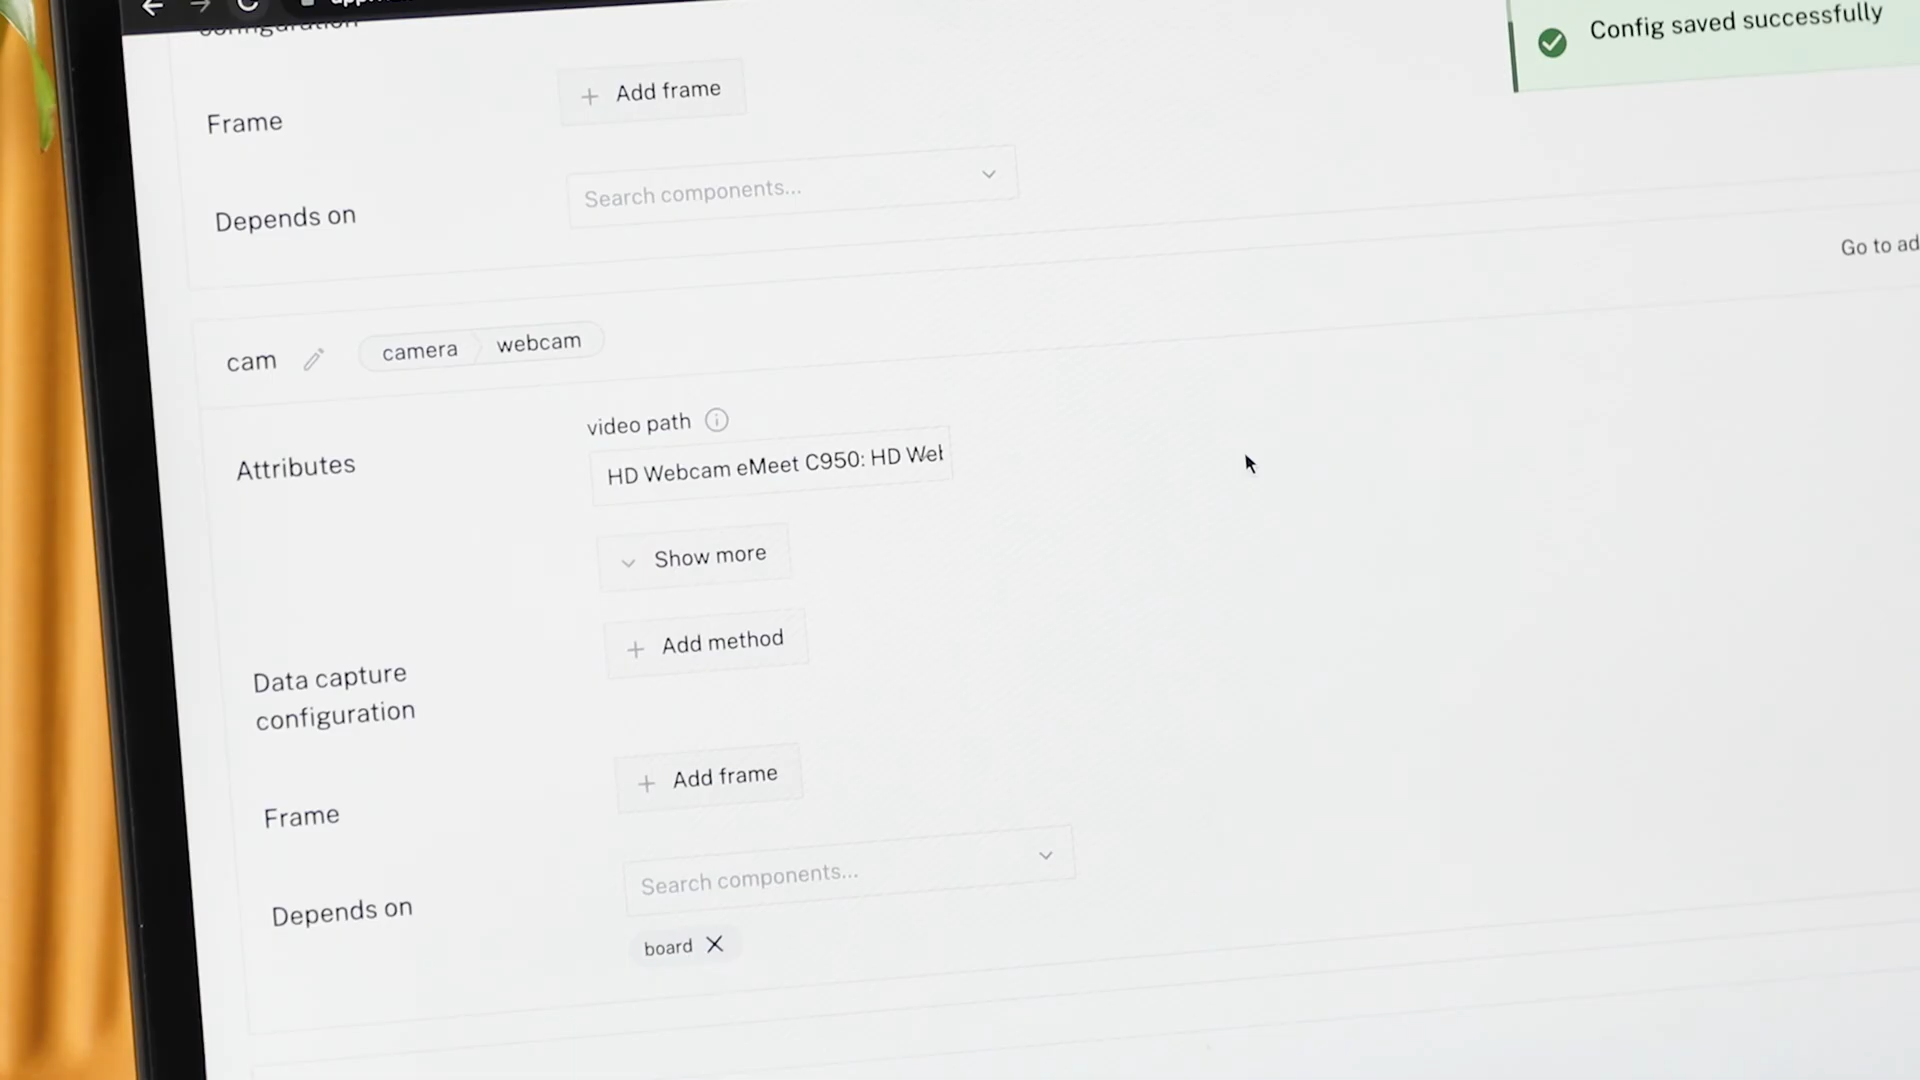 configuration
Config saved successfully
Frame
Add frame
Depends on
Search components...
Go to ad
cam
camera
webcam
Attributes
video path
HD Webcam eMeet C950: HD Wel
Show more
Data capture
configuration
Add method
Frame
Add frame
Depends on
Search components...
board